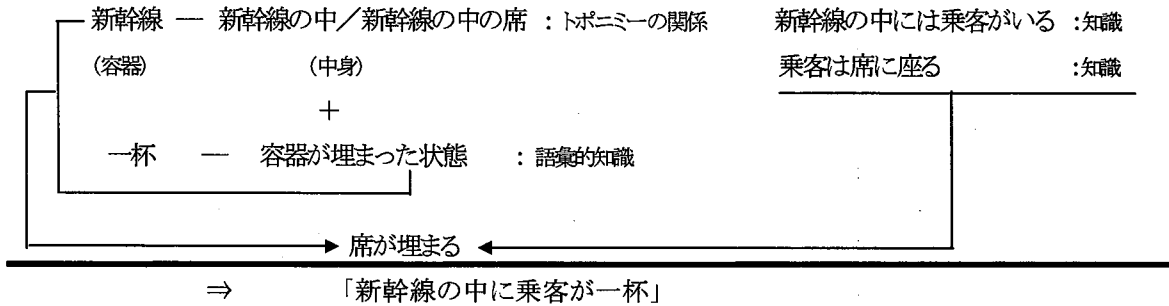 新幹線 ― 新幹線の中/新幹線の中の席 : トポニミーの関係 新幹線の中には乗客がいる :知識
(容器) (中身) 乗客は席に座る :知識
+
一杯 ― 容器が埋まった状態 : 語彙的知識
席が埋まる
⇒ 「新幹線の中に乗客が一杯」